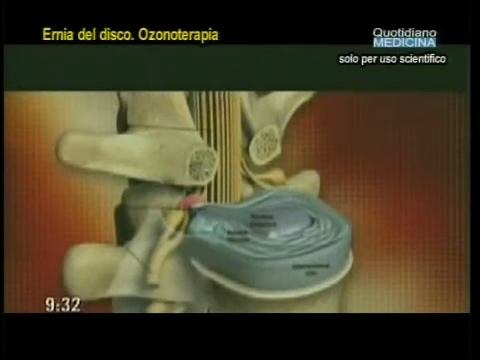 Ernia del disco. Ozonoterapia
Quotidiano
MEDICINA
solo per uso scientifico
9:32